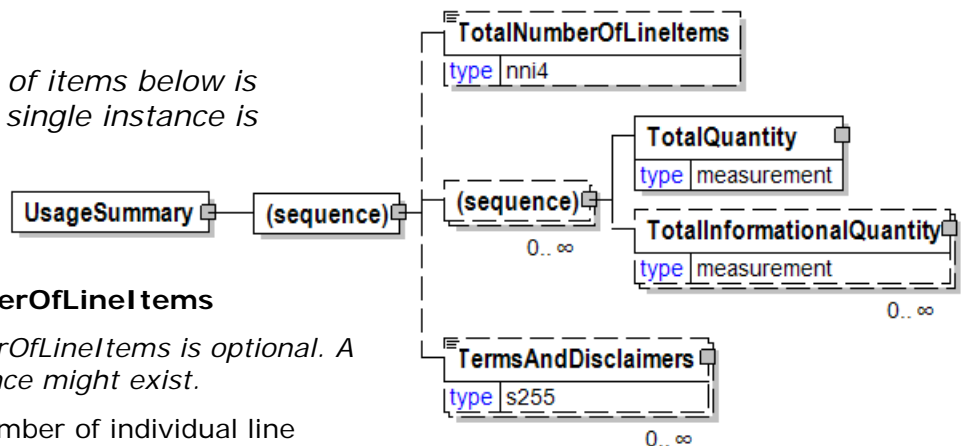 TotalNumberOfLineItems
type nni4
of items below is
single instance is
TotalQuantity
type measurement
UsageSummary
(sequence)
(sequence)
0.. ∞
TotalInformationalQuantity
type measurement
0.. ∞
erOfLineItems
rOfLineItems is optional. A
nce might exist.
TermsAndDisclaimers
type s255
mber of individual line
0.. ∞